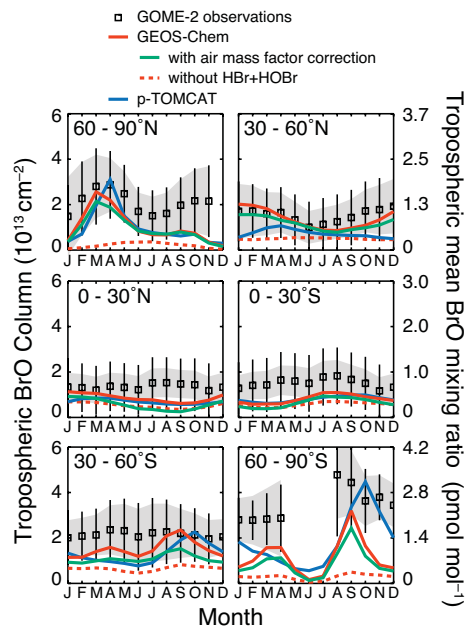 GOME-2 observations
GEOS-Chem
with air mass factor correction
without HBr+HOBr
p-TOMCAT
Tropospheric BrO Column (10¹³ cm⁻²)
Tropospheric mean BrO mixing ratio (pmol mol⁻¹)
60 - 90°N
6
4
2
0
J F M A M J J A S O N D
30 - 60°N
3.7
2.5
1.3
0
J F M A M J J A S O N D
0 - 30°N
6
4
2
0
J F M A M J J A S O N D
0 - 30°S
3.0
2.0
1.0
0
J F M A M J J A S O N D
30 - 60°S
6
4
2
0
J F M A M J J A S O N D
60 - 90°S
4.2
2.8
1.4
0
J F M A M J J A S O N D
Month